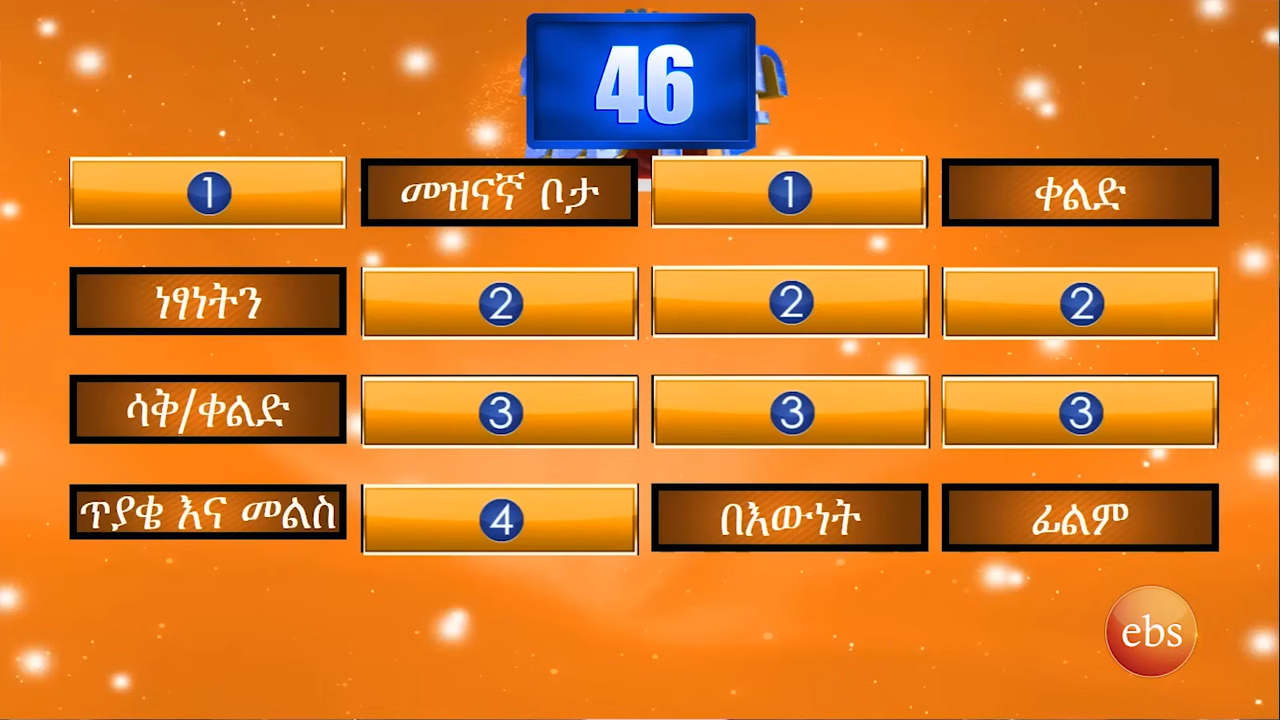 46
1 መዝናኛ ቦታ 1 ቀልድ
ነፃነትን 2 2 2
ሳቅ/ቀልድ 3 3 3
ጥያቄ እና መልስ 4 በእውነት ፊልም
ebs